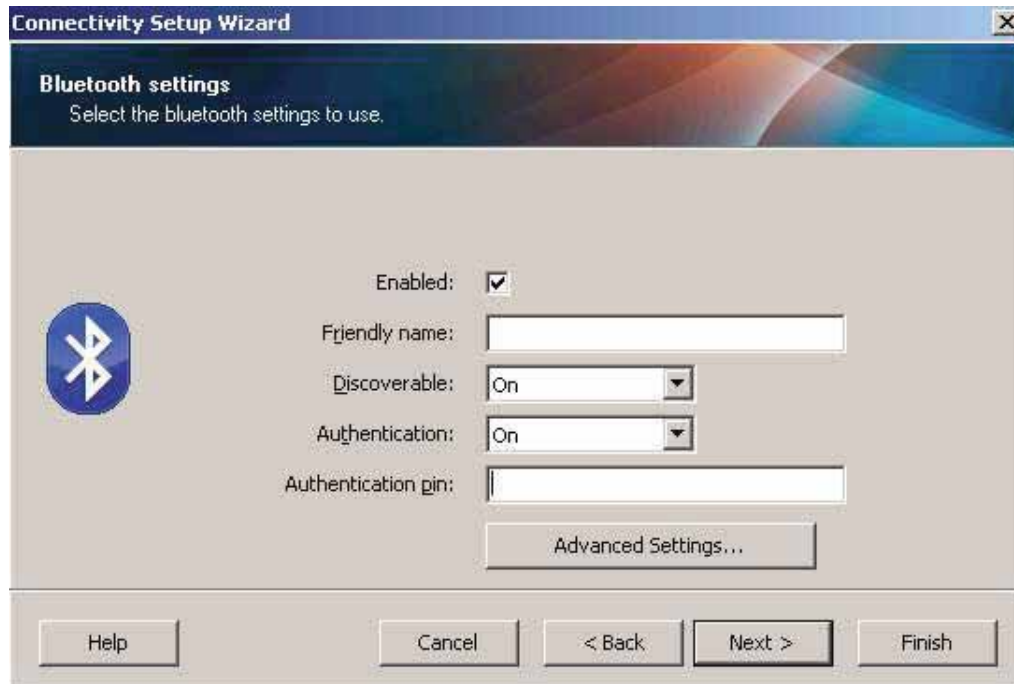 Connectivity Setup Wizard
Bluetooth settings
Select the bluetooth settings to use.
Enabled:
Friendly name:
Discoverable: On
Authentication: On
Authentication pin:
Advanced Settings...
Help Cancel < Back Next > Finish